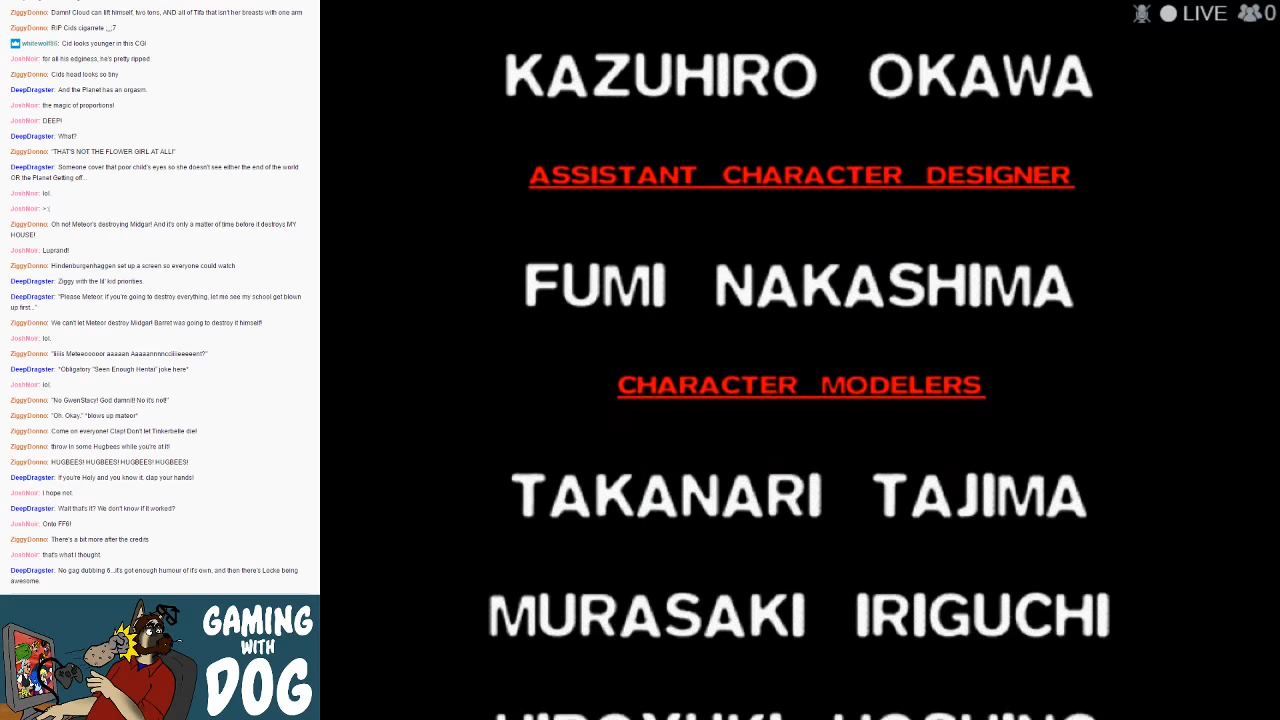 ZiggyDonno: Damn! Cloud can lift himself, two tons, AND all of Tifa that isn't her breasts with one arm
ZiggyDonno: RIP Cids cigarrete ;_;7
whitewolf86: Cid looks younger in this CGI
JoshNoir: for all his edginess, he's pretty ripped.
ZiggyDonno: Cids head looks so tiny
DeepDragster: And the Planet has an orgasm.
JoshNoir: the magic of proportions!
JoshNoir: DEEP!
DeepDragster: What?
ZiggyDonno: "THAT'S NOT THE FLOWER GIRL AT ALL!"
DeepDragster: Someone cover that poor child's eyes so she doesn't see either the end of the world
OR the Planet Getting off...
JoshNoir: lol.
JoshNoir: >:(
ZiggyDonno: Oh no! Meteor's destroying Midgar! And it's only a matter of time before it destroys MY
HOUSE!
JoshNoir: Luprand!
ZiggyDonno: Hindenburgenhaggen set up a screen so everyone could watch
DeepDragster: Ziggy with the lil' kid priorities.
DeepDragster: "Please Meteor, if you're going to destroy everything, let me see my school get blown
up first..."
ZiggyDonno: We can't let Meteor destroy Midgar! Barret was going to destroy it himself!
JoshNoir: lol.
ZiggyDonno: "Iiiiis Meteeooooor aaaaan Aaaaannnncciiieeeeent?"
DeepDragster: *Obligatory "Seen Enough Hentai" joke here*
JoshNoir: lol.
ZiggyDonno: "No GwenStacy! God damnit! No it's not!"
ZiggyDonno: "Oh. Okay." *blows up mateor*
ZiggyDonno: Come on everyone! Clap! Don't let Tinkerbelle die!
ZiggyDonno: throw in some Hugbees while you're at it!
ZiggyDonno: HUGBEES! HUGBEES! HUGBEES! HUGBEES!
DeepDragster: If you're Holy and you know it, clap your hands!
JoshNoir: I hope not.
DeepDragster: Wait that's it? We don't know if it worked?
JoshNoir: Onto FF6!
ZiggyDonno: There's a bit more after the credits
JoshNoir: that's what I thought.
DeepDragster: No gag dubbing 6...it's got enough humour of it's own, and then there's Locke being
awesome.
GAMING
WITH
DOG
LIVE 0
KAZUHIRO OKAWA
ASSISTANT CHARACTER DESIGNER
FUMI NAKASHIMA
CHARACTER MODELERS
TAKANARI TAJIMA
MURASAKI IRIGUCHI
HIROYUKI HOSHINO